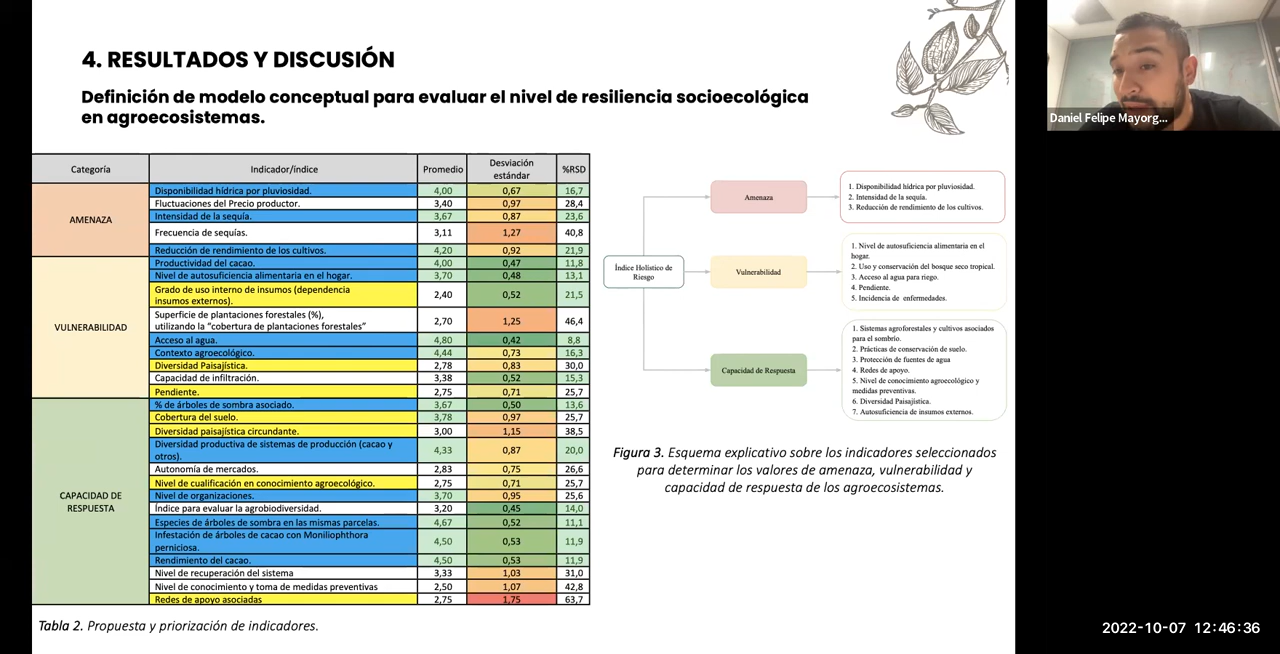 4. RESULTADOS Y DISCUSIÓN
Definición de modelo conceptual para evaluar el nivel de resiliencia socioecológica
en agroecosistemas.
Categoría Indicador/índice Promedio Desviación estándar %RSD
AMENAZA
Disponibilidad hídrica por pluviosidad. 4,00 0,67 16,7
Fluctuaciones del Precio productor. 3,40 0,97 28,4
Intensidad de la sequía. 3,67 0,87 23,6
Frecuencia de sequías. 3,11 1,27 40,8
Reducción de rendimiento de los cultivos. 4,20 0,92 21,9
VULNERABILIDAD
Productividad del cacao. 4,00 0,47 11,8
Nivel de autosuficiencia alimentaria en el hogar. 3,70 0,48 13,1
Grado de uso interno de insumos (dependencia
insumos externos). 2,40 0,52 21,5
Superficie de plantaciones forestales (%),
utilizando la "cobertura de plantaciones forestales" 2,70 1,25 46,4
Acceso al agua. 4,80 0,42 8,8
Contexto agroecológico. 4,44 0,73 16,3
Diversidad Paisajística. 2,78 0,83 30,0
Capacidad de infiltración. 3,38 0,52 15,3
Pendiente. 2,75 0,71 25,7
CAPACIDAD DE
RESPUESTA
% de árboles de sombra asociado. 3,67 0,50 13,6
Cobertura del suelo. 3,78 0,97 25,7
Diversidad paisajística circundante. 3,00 1,15 38,5
Diversidad productiva de sistemas de producción (cacao y
otros). 4,33 0,87 20,0
Autonomía de mercados. 2,83 0,75 26,6
Nivel de cualificación en conocimiento agroecológico. 2,75 0,71 25,7
Nivel de organizaciones. 3,70 0,95 25,6
Índice para evaluar la agrobiodiversidad. 3,20 0,45 14,0
Especies de árboles de sombra en las mismas parcelas. 4,67 0,52 11,1
Infestación de árboles de cacao con Moniliophthora
perniciosa. 4,50 0,53 11,9
Rendimiento del cacao. 4,50 0,53 11,9
Nivel de recuperación del sistema 3,33 1,03 31,0
Nivel de conocimiento y toma de medidas preventivas 2,50 1,07 42,8
Redes de apoyo asociadas 2,75 1,75 63,7
Tabla 2. Propuesta y priorización de indicadores.
Índice Holístico de
Riesgo
Amenaza
1. Disponibilidad hídrica por pluviosidad.
2. Intensidad de la sequía.
3. Reducción de rendimiento de los cultivos.
Vulnerabilidad
1. Nivel de autosuficiencia alimentaria en el
hogar.
2. Uso y conservación del bosque seco tropical.
3. Acceso al agua para riego.
4. Pendiente.
5. Incidencia de enfermedades.
Capacidad de Respuesta
1. Sistemas agroforestales y cultivos asociados
para el sombrío.
2. Prácticas de conservación de suelo.
3. Protección de fuentes de agua
4. Redes de apoyo.
5. Nivel de conocimiento agroecológico y
medidas preventivas.
6. Diversidad Paisajística.
7. Autosuficiencia de insumos externos.
Figura 3. Esquema explicativo sobre los indicadores seleccionados
para determinar los valores de amenaza, vulnerabilidad y
capacidad de respuesta de los agroecosistemas.
Daniel Felipe Mayorg...
2022-10-07 12:46:36